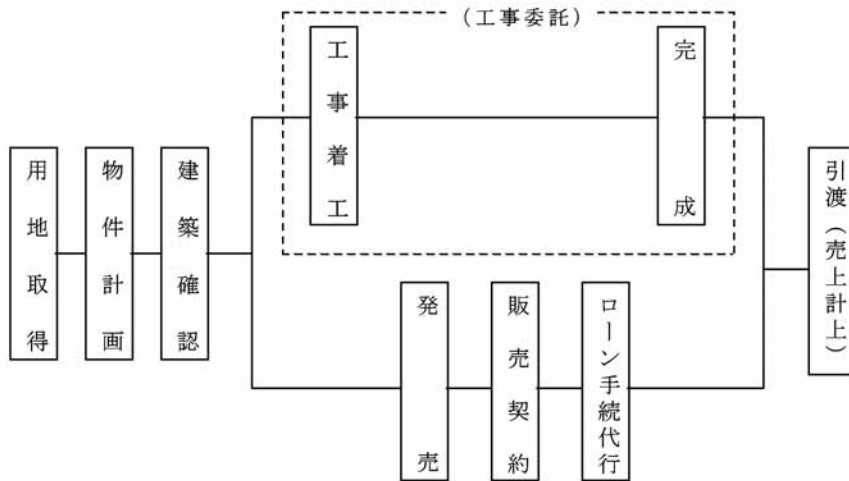 (工事委託)
用地取得
物件計画
建築確認
工事着工
完成
発売
販売契約
ローン手続代行
引渡(売上計上)